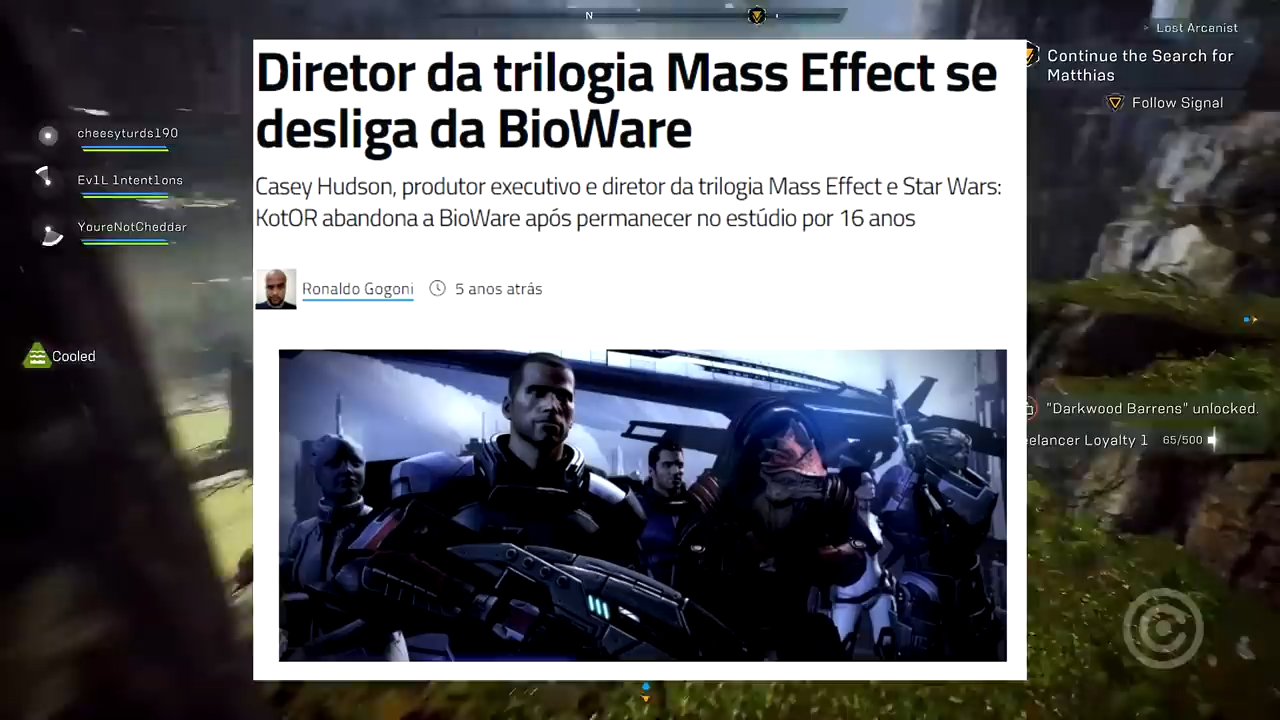 N
Lost Arcanist
Continue the Search for
Matthias
Follow Signal
Diretor da trilogia Mass Effect se
desliga da BioWare
Casey Hudson, produtor executivo e diretor da trilogia Mass Effect e Star Wars:
KotOR abandona a BioWare após permanecer no estúdio por 16 anos
Ronaldo Gogoni
5 anos atrás
cheesyturds190
Ev1L 1ntent1ons
YoureNotCheddar
Cooled
"Darkwood Barrens" unlocked.
eelancer Loyalty 1 65/500
©